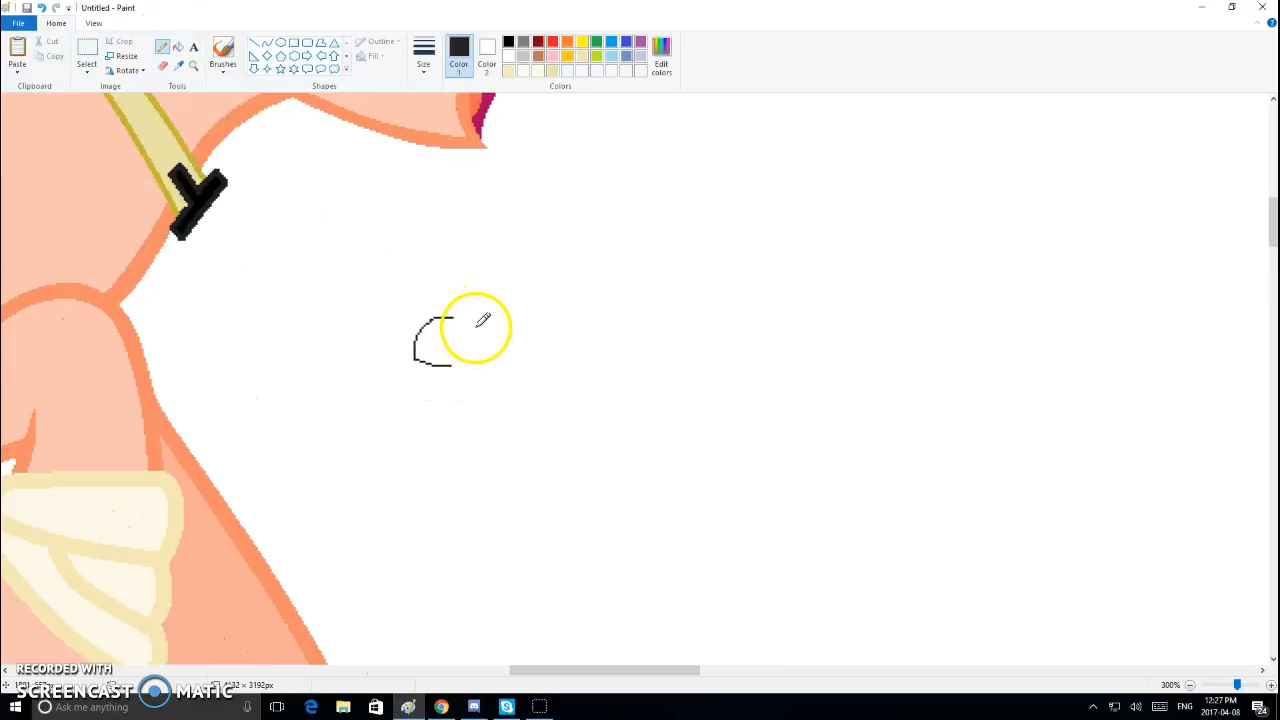 Untitled - Paint
File Home View
Paste
Cut
Copy
Clipboard
Select
Crop
Resize
Rotate
Image
A
Tools
Brushes
Shapes
Outline
Fill
Size
Color 1
Color 2
Edit colors
Colors
RECORDED WITH
SCREENCAST MATIC
3192px
300%
Ask me anything
ENG
12:27 PM
2017-04-08
24